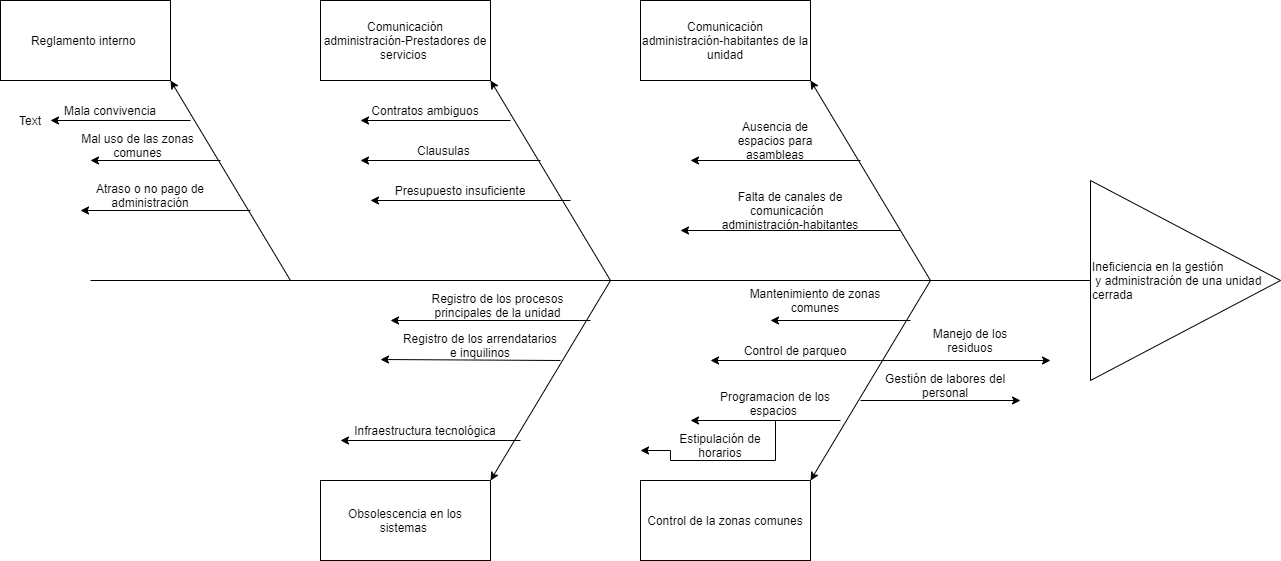 Reglamento interno
Comunicación
administración-Prestadores de
servicios
Comunicación
administración-habitantes de la
unidad
Text
Mala convivencia
Mal uso de las zonas
comunes
Atraso o no pago de
administración
Contratos ambiguos
Clausulas
Presupuesto insuficiente
Ausencia de
espacios para
asambleas
Falta de canales de
comunicación
administración-habitantes
Ineficiencia en la gestión
y administración de una unidad
cerrada
Registro de los procesos
principales de la unidad
Registro de los arrendatarios
e inquilinos
Infraestructura tecnológica
Mantenimiento de zonas
comunes
Control de parqueo
Manejo de los
residuos
Gestión de labores del
personal
Programacion de los
espacios
Estipulación de
horarios
Obsolescencia en los
sistemas
Control de la zonas comunes